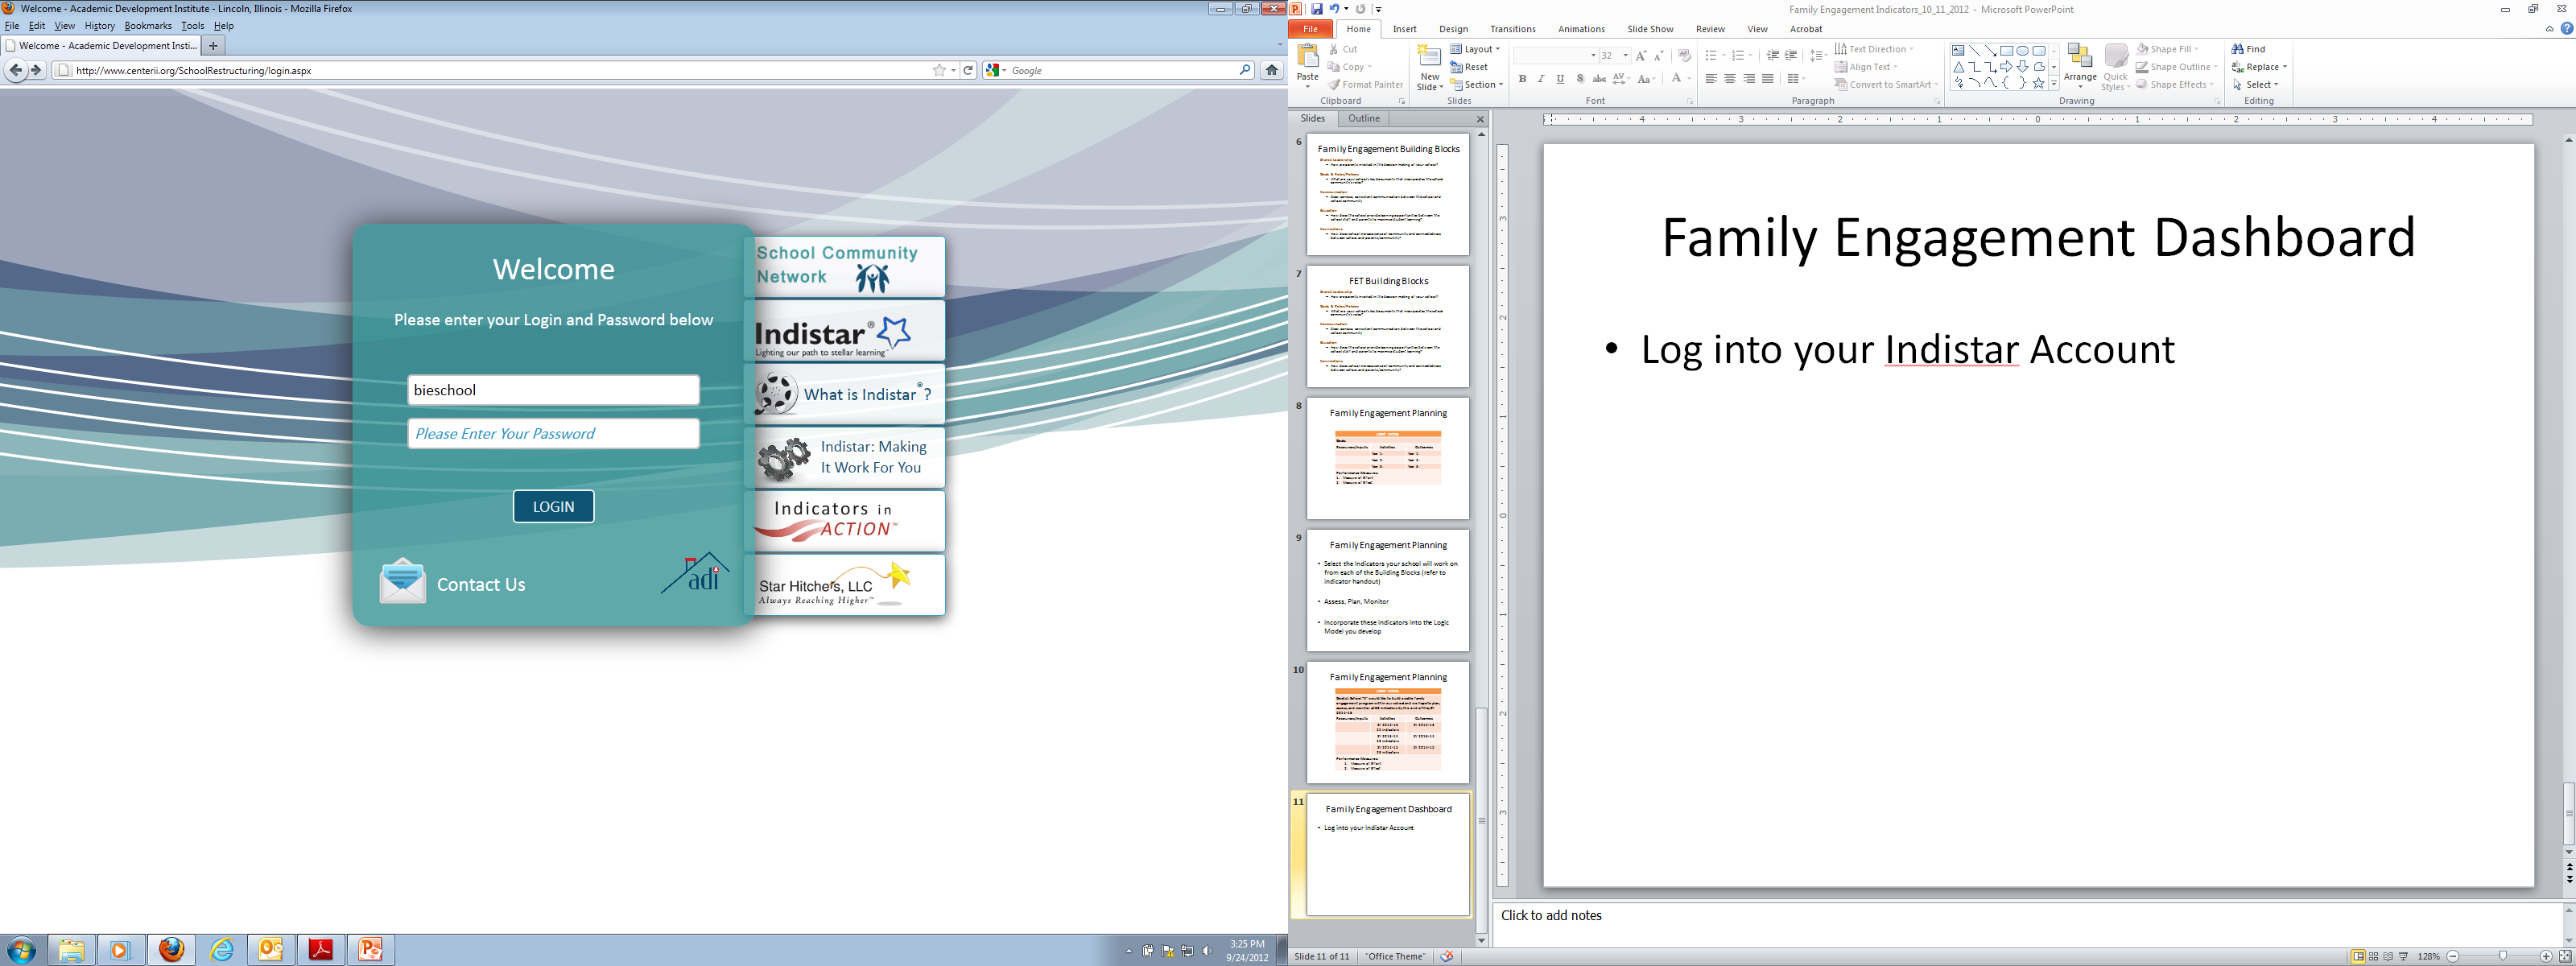 Welcome - Academic Development Institute - Lincoln, Illinois - Mozilla Firefox
File Edit View History Bookmarks Tools Help
Welcome - Academic Development Insti...
http://www.centerii.org/SchoolRestructuring/login.aspx
Google
Welcome
Please enter your Login and Password below
bieschool
Please Enter Your Password
LOGIN
Contact Us
adi
School Community
Network
Indistar®
Lighting our path to stellar learning™
What is Indistar®?
Indistar: Making
It Work For You
Indicators in
ACTION™
Star Hitchers, LLC
Always Reaching Higher™
3:25 PM
9/24/2012
Family Engagement Indicators_10_11_2012 - Microsoft PowerPoint
File Home Insert Design Transitions Animations Slide Show Review View Acrobat
Paste
Cut
Copy
Format Painter
Clipboard
New
Slide
Layout
Reset
Section
Slides
32
Font
Text Direction
Align Text
Convert to SmartArt
Paragraph
Arrange
Quick
Styles
Shape Fill
Shape Outline
Shape Effects
Drawing
Find
Replace
Select
Editing
Slides Outline
6
Family Engagement Building Blocks
7
FET Building Blocks
8
Family Engagement Planning
9
Family Engagement Planning
• Select the indicators your school will work on
from each of the Building Blocks (refer to
indicator handout)
• Assess, Plan, Monitor
• Incorporate these indicators into the Logic
Model you develop
10
Family Engagement Planning
11
Family Engagement Dashboard
• Log into your Indistar Account
Family Engagement Dashboard
• Log into your Indistar Account
Click to add notes
Slide 11 of 11 "Office Theme"
128%